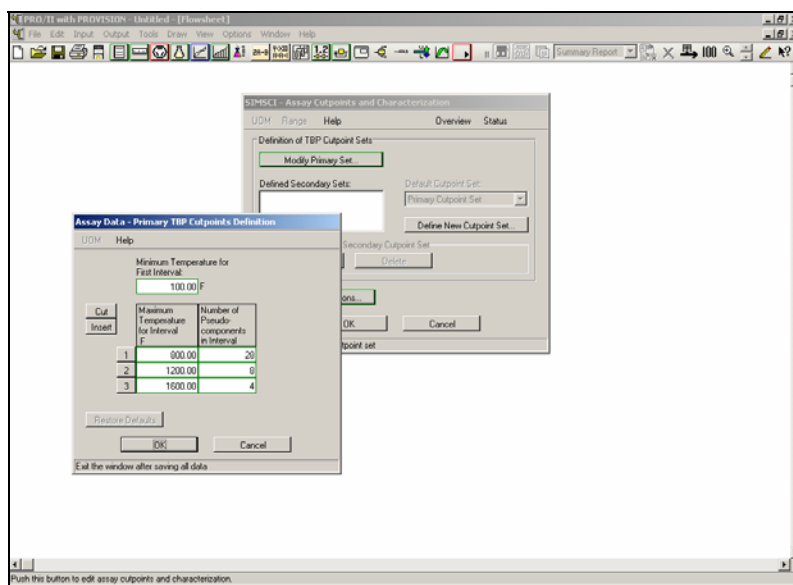 PRO/II with PROVISION - Untitled - [Flowsheet]
File Edit Input Output Tools Draw View Options Window Help
Summary Report
100
SIMSCI - Assay Cutpoints and Characterization
UOM Range Help Overview Status
Definition of TBP Cutpoint Sets
Modify Primary Set...
Defined Secondary Sets:
Default Cutpoint Set:
Primary Cutpoint Set
Define New Cutpoint Set...
Secondary Cutpoint Set
Delete
ons...
OK Cancel
tpoint set
Assay Data - Primary TBP Cutpoints Definition
UOM Help
Minimum Temperature for
First Interval:
100.00 F
Cut
Insert
Maximum
Temperature
for Interval
F
Number of
Pseudo-
components
in Interval
1 800.00 28
2 1200.00 8
3 1600.00 4
Restore Defaults
OK Cancel
Exit the window after saving all data
Push this button to edit assay cutpoints and characterization.